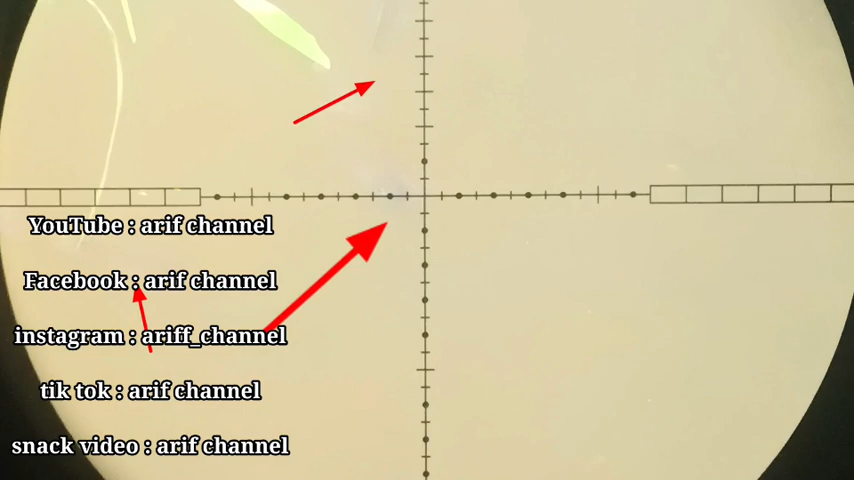 YouTube : arif channel
Facebook : arif channel
instagram : ariff_channel
tik tok : arif channel
snack video : arif channel